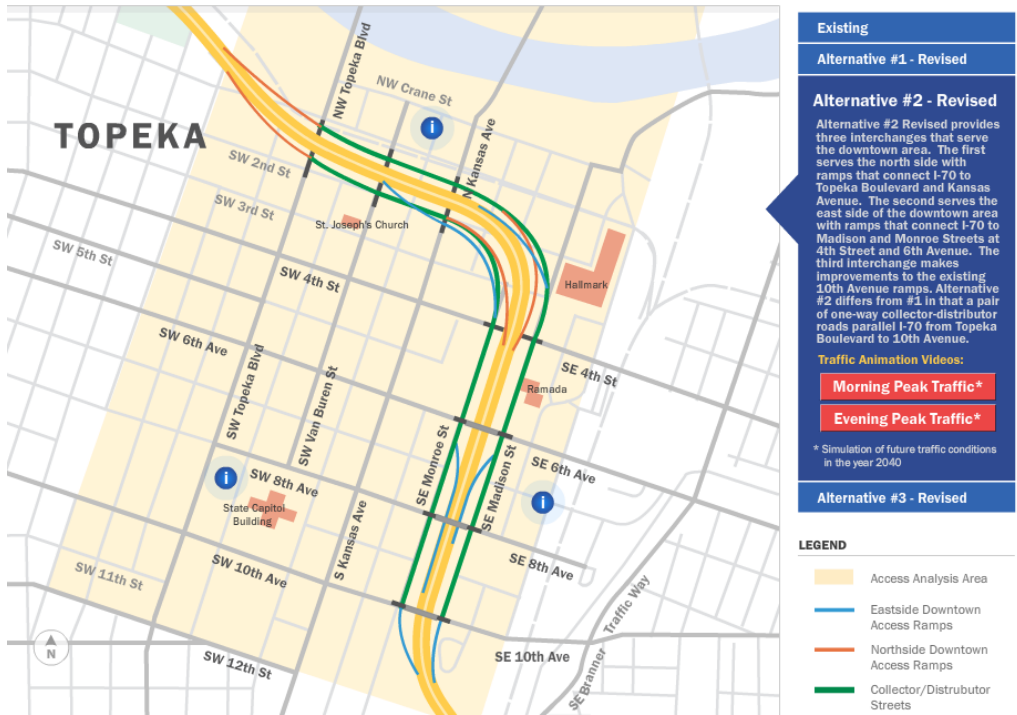 TOPEKA
NW Topeka Blvd
NW Crane St
i
N Kansas Ave
SW 2nd St
SW 3rd St
St. Joseph's Church
SW 5th St
SW 4th St
Hallmark
SW 6th Ave
SE 4th St
Ramada
SW Topeka Blvd
SW Van Buren St
SE Monroe St
SE Madison St
SE 6th Ave
i
SW 8th Ave
i
State Capitol
Building
S Kansas Ave
SE 8th Ave
SW 10th Ave
SW 11th St
SE Branner Traffic Way
N
SW 12th St
SE 10th Ave
Existing
Alternative #1 - Revised
Alternative #2 - Revised
Alternative #2 Revised provides
three interchanges that serve
the downtown area. The first
serves the north side with
ramps that connect I-70 to
Topeka Boulevard and Kansas
Avenue. The second serves the
east side of the downtown area
with ramps that connect I-70 to
Madison and Monroe Streets at
4th Street and 6th Avenue. The
third interchange makes
improvements to the existing
10th Avenue ramps. Alternative
#2 differs from #1 in that a pair
of one-way collector-distributor
roads parallel I-70 from Topeka
Boulevard to 10th Avenue.
Traffic Animation Videos:
Morning Peak Traffic*
Evening Peak Traffic*
* Simulation of future traffic conditions
in the year 2040
Alternative #3 - Revised
LEGEND
Access Analysis Area
Eastside Downtown
Access Ramps
Northside Downtown
Access Ramps
Collector/Distrubutor
Streets